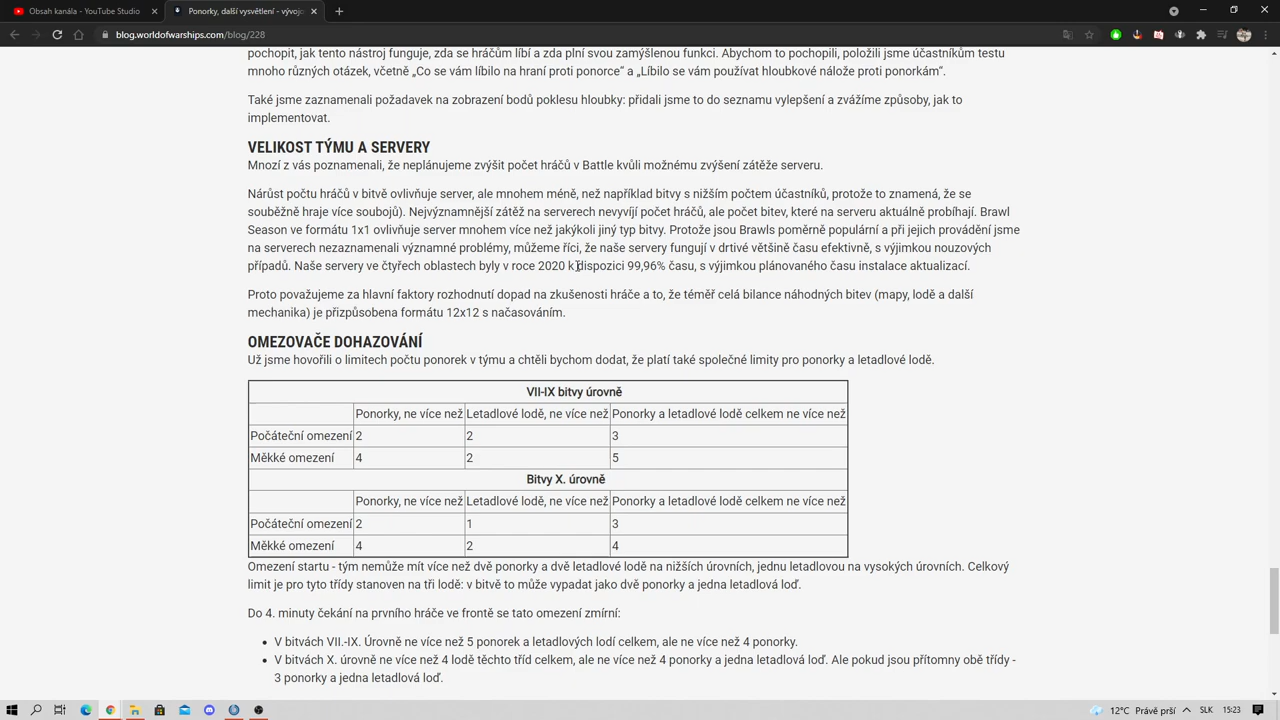 Obsah kanála - YouTube Studio
Ponorky, další vysvětlení - vývojo
blog.worldofwarships.com/blog/228
pochopit, jak tento nástroj funguje, zda se hráčům líbí a zda plní svou zamýšlenou funkci. Abychom to pochopili, položili jsme účastníkům testu
mnoho různých otázek, včetně „Co se vám líbilo na hraní proti ponorce“ a „Líbilo se vám používat hloubkové nálože proti ponorkám“.
Také jsme zaznamenali požadavek na zobrazení bodů poklesu hloubky: přidali jsme to do seznamu vylepšení a zvážíme způsoby, jak to
implementovat.
VELIKOST TÝMU A SERVERY
Mnozí z vás poznamenali, že neplánujeme zvýšit počet hráčů v Battle kvůli možnému zvýšení zátěže serveru.
Nárůst počtu hráčů v bitvě ovlivňuje server, ale mnohem méně, než například bitvy s nižším počtem účastníků, protože to znamená, že se
souběžně hraje více soubojů). Nejvýznamnější zátěž na serverech nevyvíjí počet hráčů, ale počet bitev, které na serveru aktuálně probíhají. Brawl
Season ve formátu 1x1 ovlivňuje server mnohem více než jakýkoli jiný typ bitvy. Protože jsou Brawls poměrně populární a při jejich provádění jsme
na serverech nezaznamenali významné problémy, můžeme říci, že naše servery fungují v drtivé většině času efektivně, s výjimkou nouzových
případů. Naše servery ve čtyřech oblastech byly v roce 2020 k dispozici 99,96% času, s výjimkou plánovaného času instalace aktualizací.
Proto považujeme za hlavní faktory rozhodnutí dopad na zkušenosti hráče a to, že téměř celá bilance náhodných bitev (mapy, lodě a další
mechanika) je přizpůsobena formátu 12x12 s načasováním.
OMEZOVAČE DOHAZOVÁNÍ
Už jsme hovořili o limitech počtu ponorek v týmu a chtěli bychom dodat, že platí také společné limity pro ponorky a letadlové lodě.
VII-IX bitvy úrovně
Ponorky, ne více než Letadlové lodě, ne více než Ponorky a letadlové lodě celkem ne více než
Počáteční omezení 2 2 3
Měkké omezení 4 2 5
Bitvy X. úrovně
Ponorky, ne více než Letadlové lodě, ne více než Ponorky a letadlové lodě celkem ne více než
Počáteční omezení 2 1 3
Měkké omezení 4 2 4
Omezení startu - tým nemůže mít více než dvě ponorky a dvě letadlové lodě na nižších úrovních, jednu letadlovou na vysokých úrovních. Celkový
limit je pro tyto třídy stanoven na tři lodě: v bitvě to může vypadat jako dvě ponorky a jedna letadlová loď.
Do 4. minuty čekání na prvního hráče ve frontě se tato omezení zmírní:
• V bitvách VII.-IX. Úrovně ne více než 5 ponorek a letadlových lodí celkem, ale ne více než 4 ponorky.
• V bitvách X. úrovně ne více než 4 lodě těchto tříd celkem, ale ne více než 4 ponorky a jedna letadlová loď. Ale pokud jsou přítomny obě třídy -
3 ponorky a jedna letadlová loď.
12°C Právě prší SLK 15:23